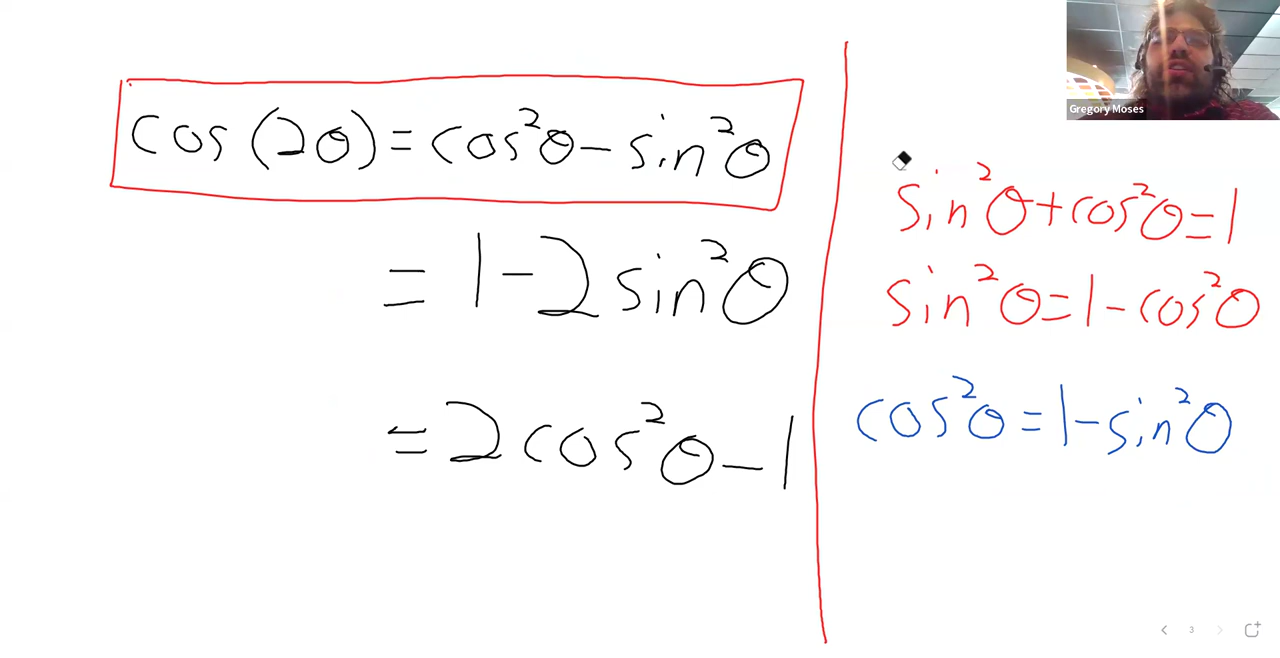 cos(2θ)=cos²θ-sin²θ
=1-2sin²θ
=2cos²θ-1
Gregory Moses
sin²θ+cos²θ=1
sin²θ=1-cos²θ
cos²θ=1-sin²θ
3